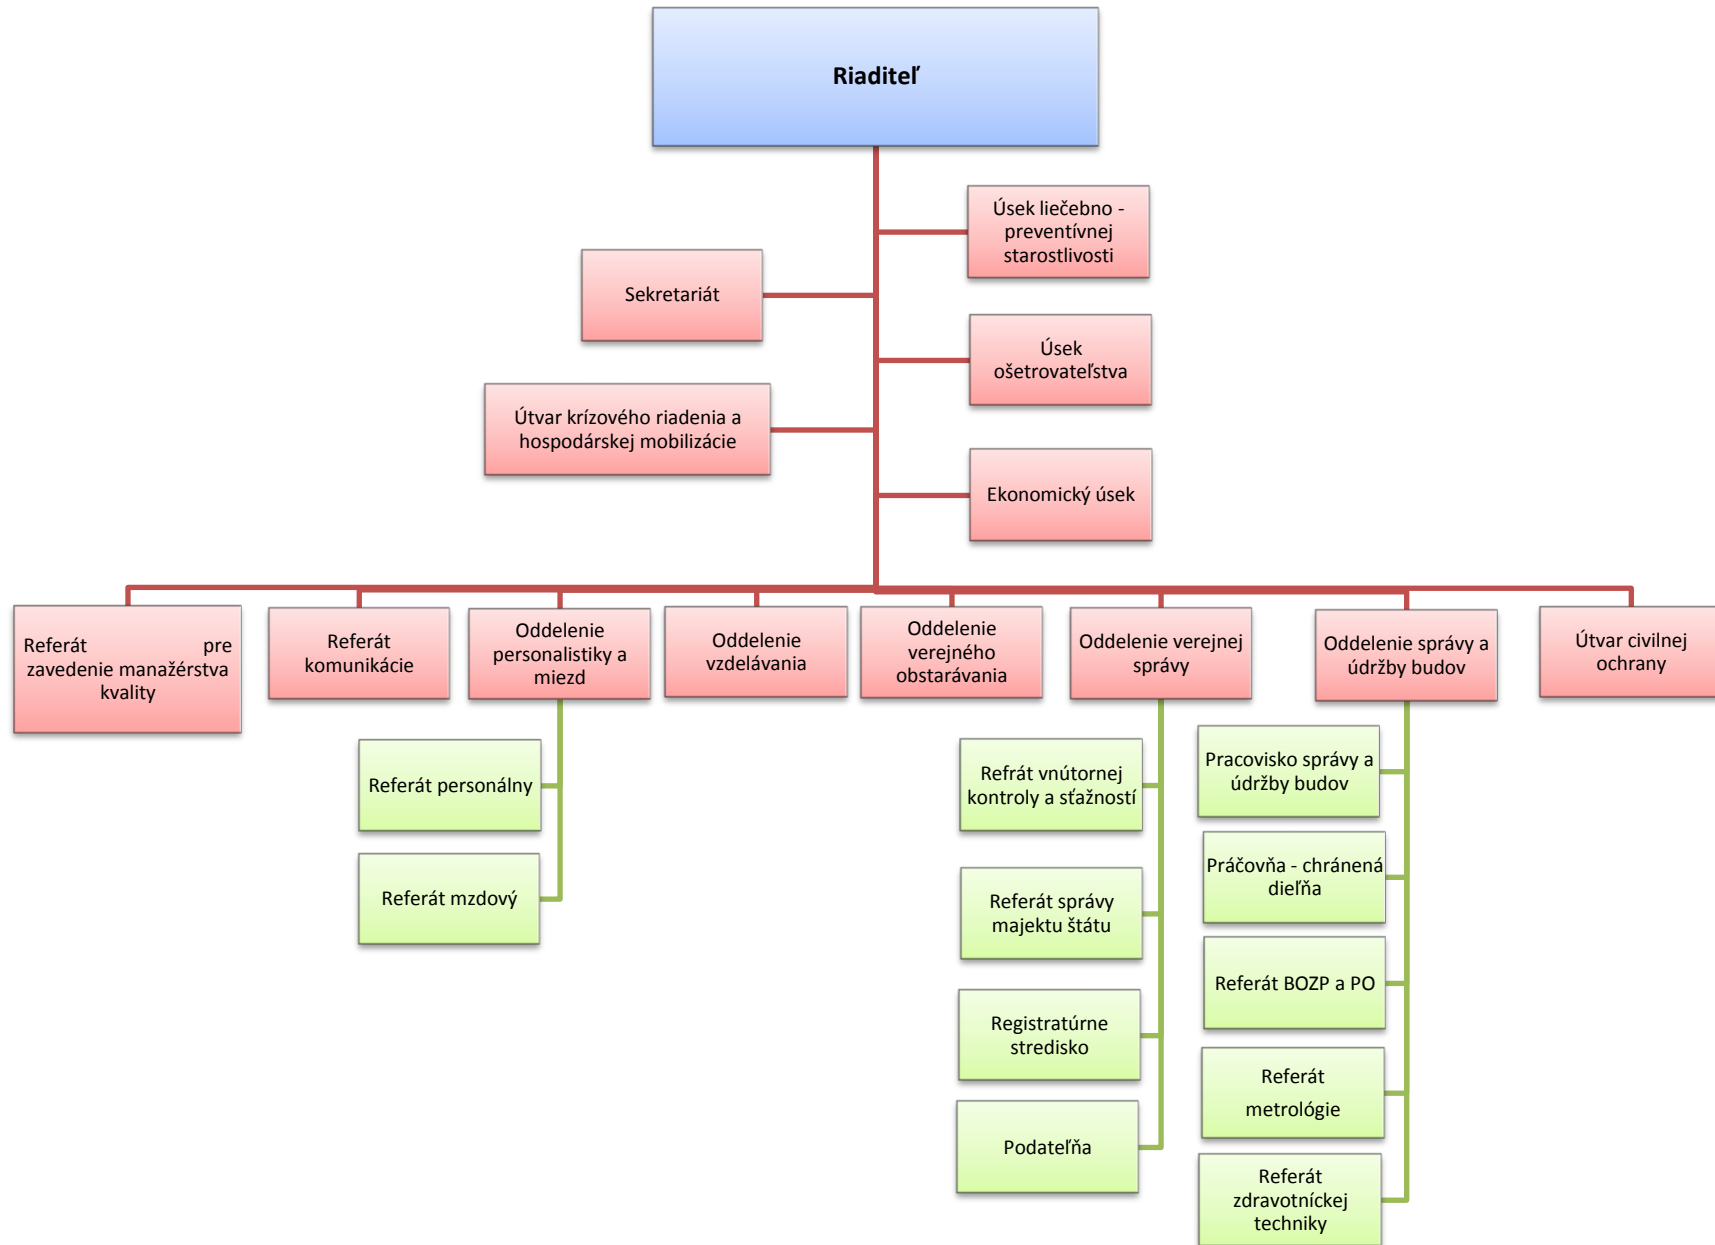 Riaditeľ
Úsek liečebno -
preventívnej
starostlivosti
Sekretariát
Úsek
ošetrovateľstva
Útvar krízového riadenia a
hospodárskej mobilizácie
Ekonomický úsek
Referát pre
zavedenie manažérstva
kvality
Referát
komunikácie
Oddelenie
personalistiky a
miezd
Oddelenie
vzdelávania
Oddelenie
verejného
obstarávania
Oddelenie verejnej
správy
Oddelenie správy a
údržby budov
Útvar civilnej
ochrany
Referát personálny
Referát mzdový
Refrát vnútornej
kontroly a sťažností
Referát správy
majektu štátu
Registratúrne
stredisko
Podateľňa
Pracovisko správy a
údržby budov
Práčovňa - chránená
dieľňa
Referát BOZP a PO
Referát
metrológie
Referát
zdravotníckej
techniky